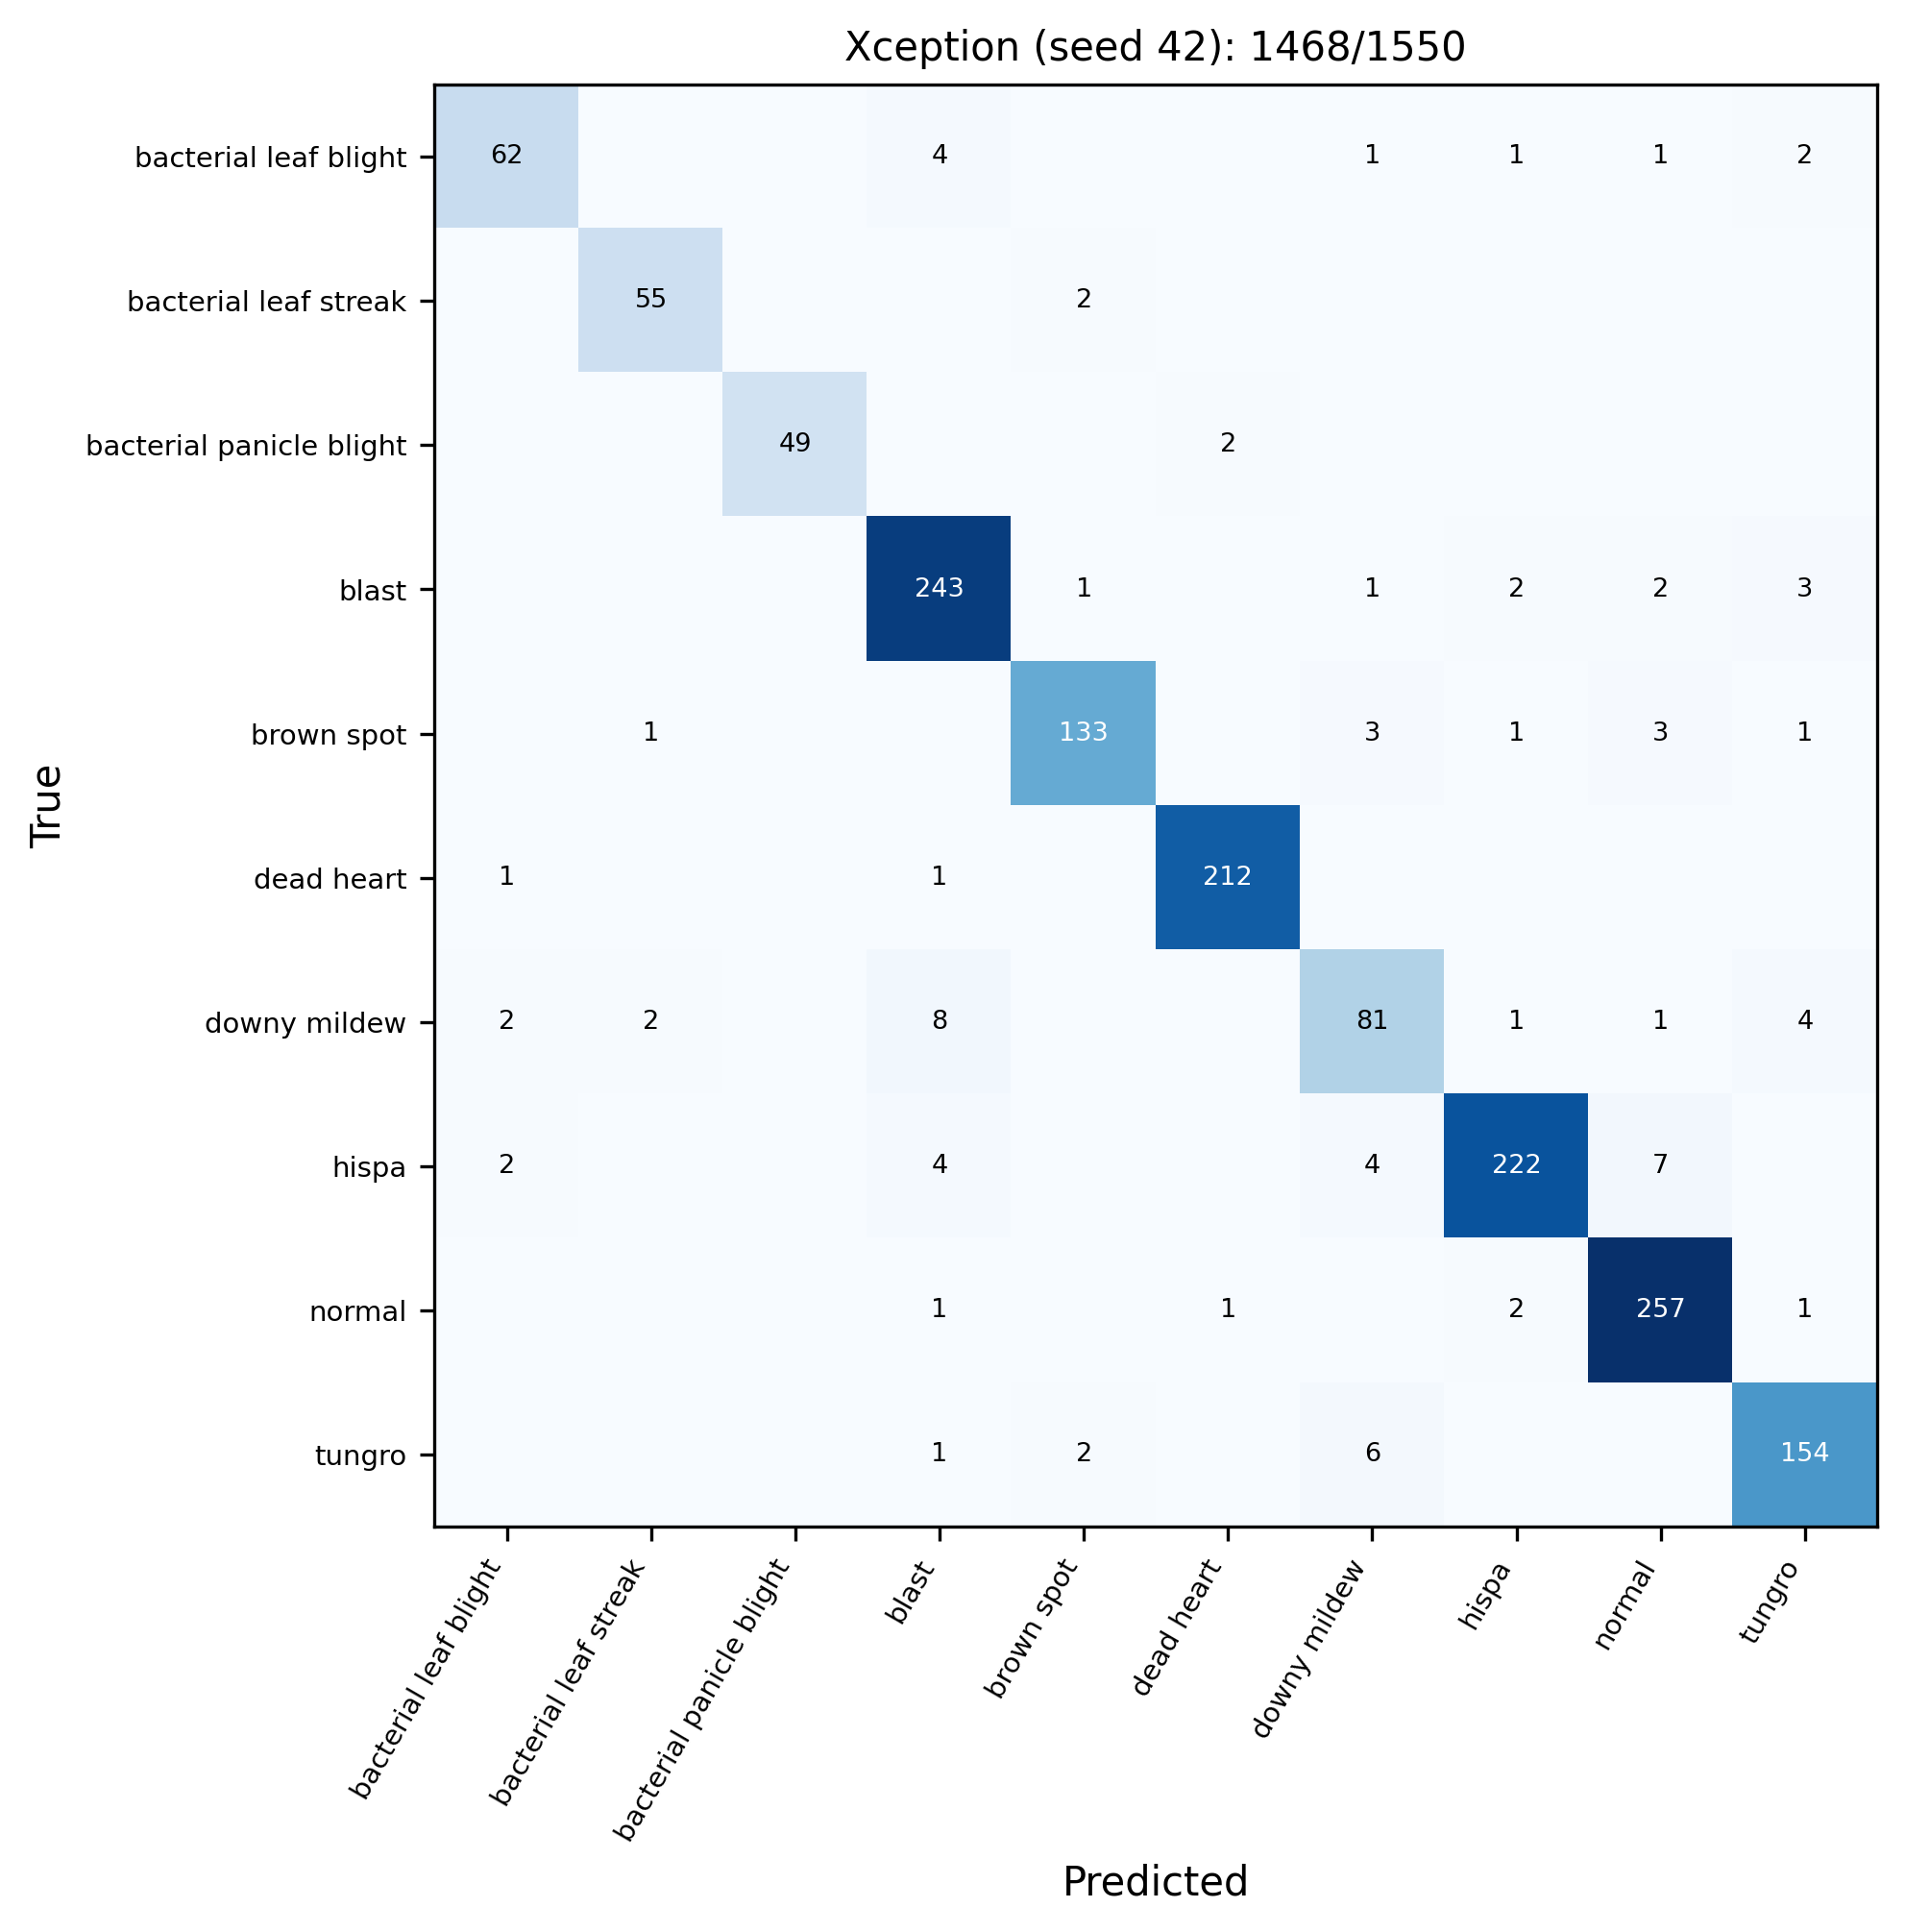 Xception (seed 42): 1468/1550
True
bacterial leaf blight 62 4 1 1 1 2
bacterial leaf streak 55 2
bacterial panicle blight 49 2
blast 243 1 1 2 2 3
brown spot 1 133 3 1 3 1
dead heart 1 1 212
downy mildew 2 2 8 81 1 1 4
hispa 2 4 4 222 7
normal 1 1 2 257 1
tungro 1 2 6 154
bacterial leaf blight
bacterial leaf streak
bacterial panicle blight
blast
brown spot
dead heart
downy mildew
hispa
normal
tungro
Predicted